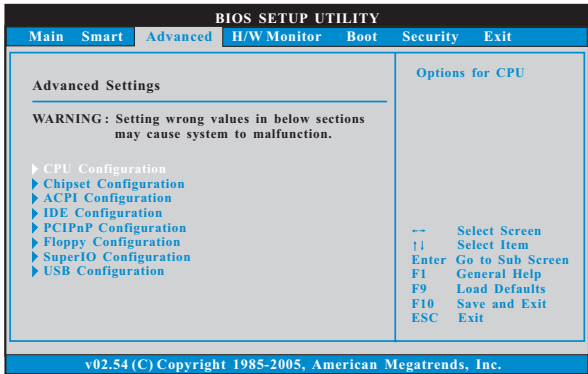 BIOS SETUP UTILITY
Main Smart Advanced H/W Monitor Boot Security Exit
Advanced Settings
WARNING : Setting wrong values in below sections
may cause system to malfunction.
CPU Configuration
Chipset Configuration
ACPI Configuration
IDE Configuration
PCIPnP Configuration
Floppy Configuration
SuperIO Configuration
USB Configuration
Options for CPU
←→ Select Screen
↑↓ Select Item
Enter Go to Sub Screen
F1 General Help
F9 Load Defaults
F10 Save and Exit
ESC Exit
v02.54 (C) Copyright 1985-2005, American Megatrends, Inc.